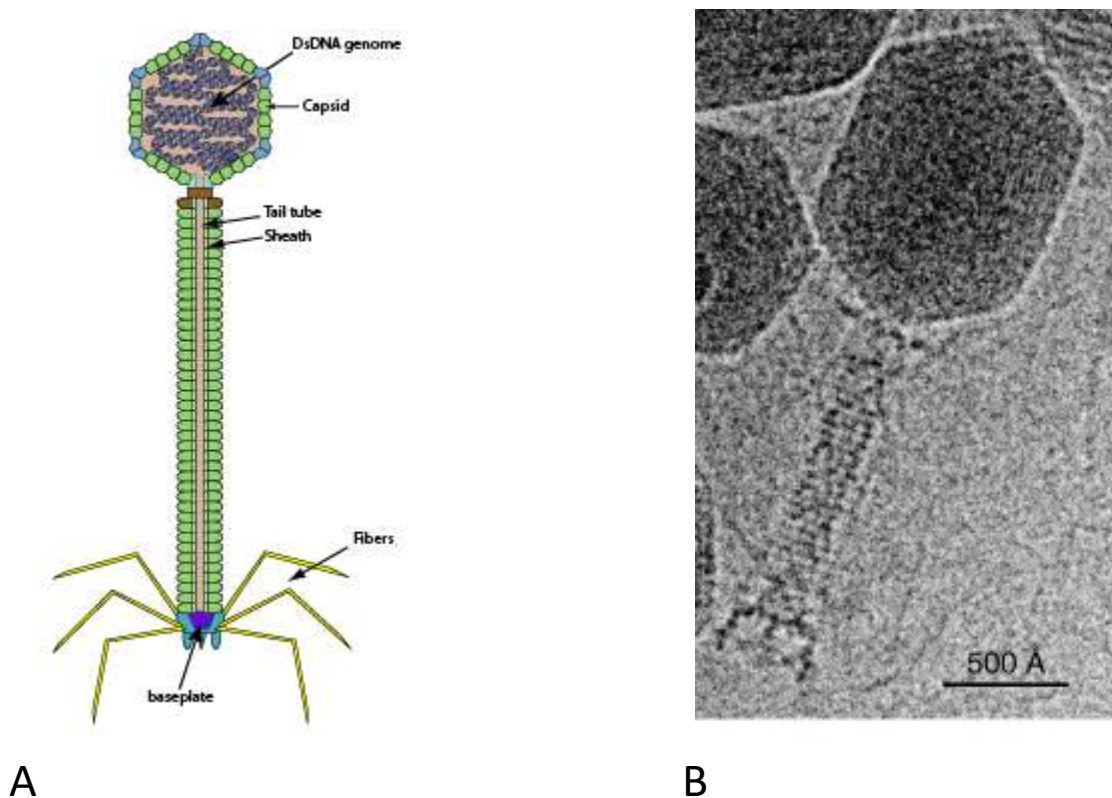 DsDNA genome
Capsid
Tail tube
Sheath
Fibers
baseplate
500 Å
A
B